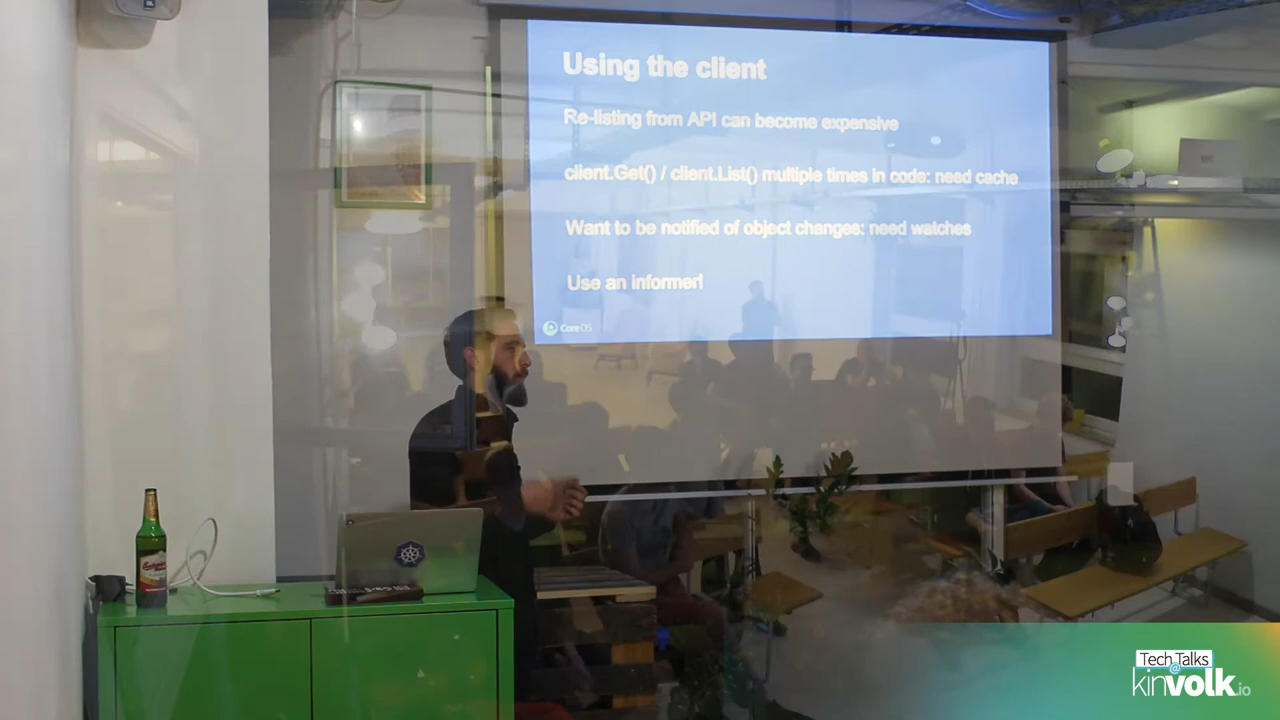 Using the client
Re-listing from API can become expensive
client.Get() / client.List() multiple times in code: need cache
Want to be notified of object changes: need watches
Use an informer!
CoreOS
Tech Talks
@
kinvolk.io